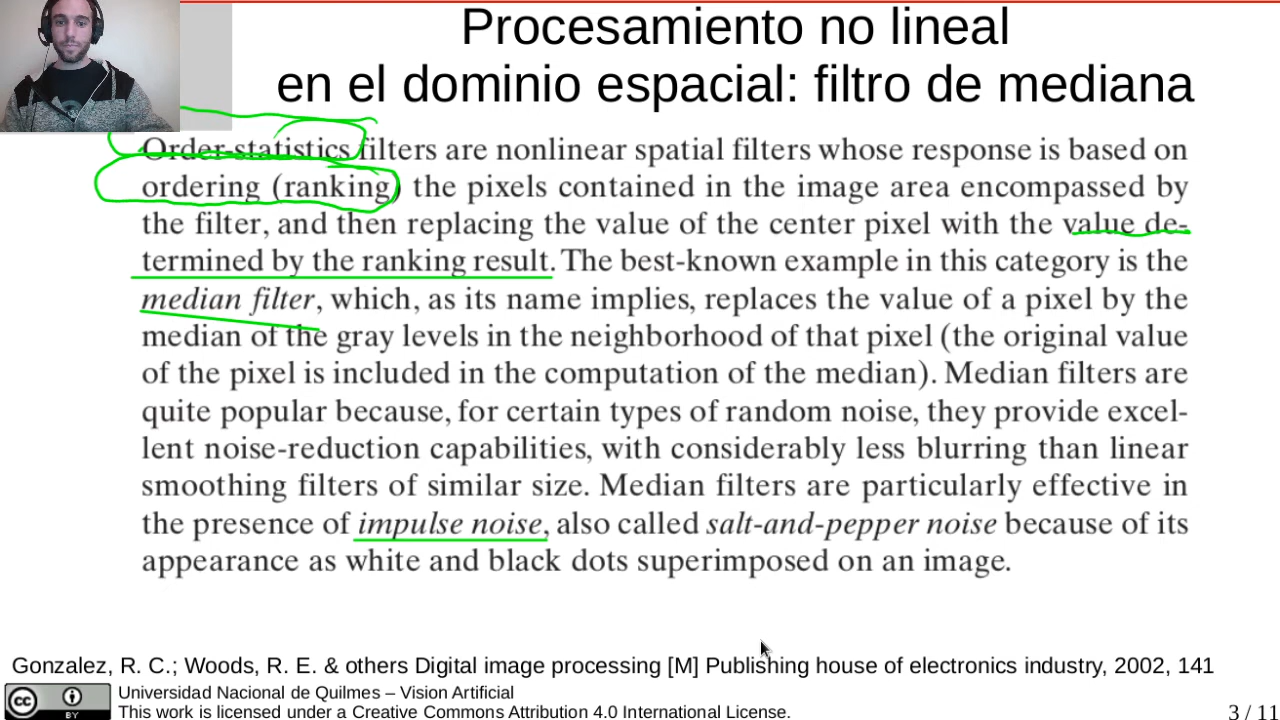 Procesamiento no lineal
en el dominio espacial: filtro de mediana
Order-statistics filters are nonlinear spatial filters whose response is based on
ordering (ranking) the pixels contained in the image area encompassed by
the filter, and then replacing the value of the center pixel with the value de-
termined by the ranking result. The best-known example in this category is the
median filter, which, as its name implies, replaces the value of a pixel by the
median of the gray levels in the neighborhood of that pixel (the original value
of the pixel is included in the computation of the median). Median filters are
quite popular because, for certain types of random noise, they provide excel-
lent noise-reduction capabilities, with considerably less blurring than linear
smoothing filters of similar size. Median filters are particularly effective in
the presence of impulse noise, also called salt-and-pepper noise because of its
appearance as white and black dots superimposed on an image.
Gonzalez, R. C.; Woods, R. E. & others Digital image processing [M] Publishing house of electronics industry, 2002, 141
cc BY
Universidad Nacional de Quilmes – Vision Artificial
This work is licensed under a Creative Commons Attribution 4.0 International License.
3 / 11